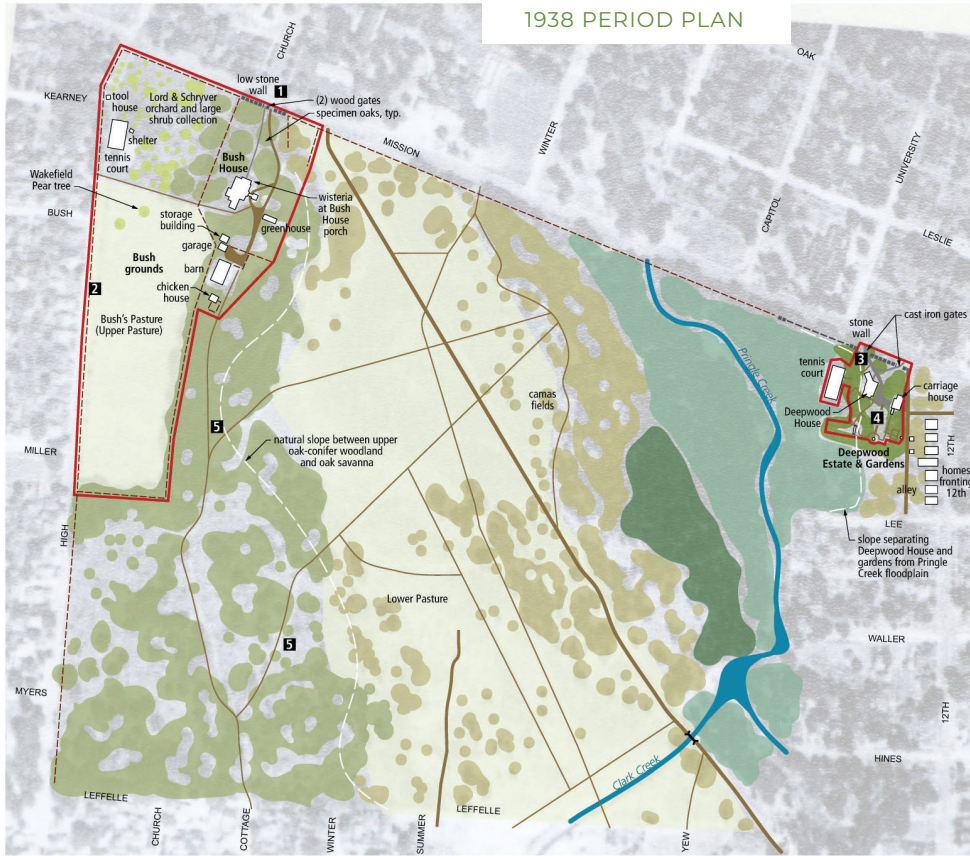 1938 PERIOD PLAN
CHURCH
OAK
KEARNEY
low stone
wall
1
(2) wood gates
specimen oaks, typ.
tool
house
Lord & Schryver
orchard and large
shrub collection
shelter
tennis
court
MISSION
WINTER
UNIVERSITY
CAPITOL
LESLIE
Bush
House
Wakefield
Pear tree
BUSH
wisteria
at Bush
House
porch
storage
building
greenhouse
garage
Bush
grounds
barn
chicken
house
2
Bush's Pasture
(Upper Pasture)
Pringle Creek
stone
wall
cast iron gates
3
tennis
court
carriage
house
Deepwood
House
4
camas
fields
5
natural slope between upper
oak-conifer woodland
and oak savanna
MILLER
Deepwood
Estate & Gardens
12TH
homes
fronting
12th
alley
LEE
HIGH
slope separating
Deepwood House and
gardens from Pringle
Creek floodplain
Lower Pasture
5
WALLER
MYERS
12TH
HINES
Clark Creek
LEFFELLE
LEFFELLE
CHURCH
COTTAGE
WINTER
SUMMER
YEW